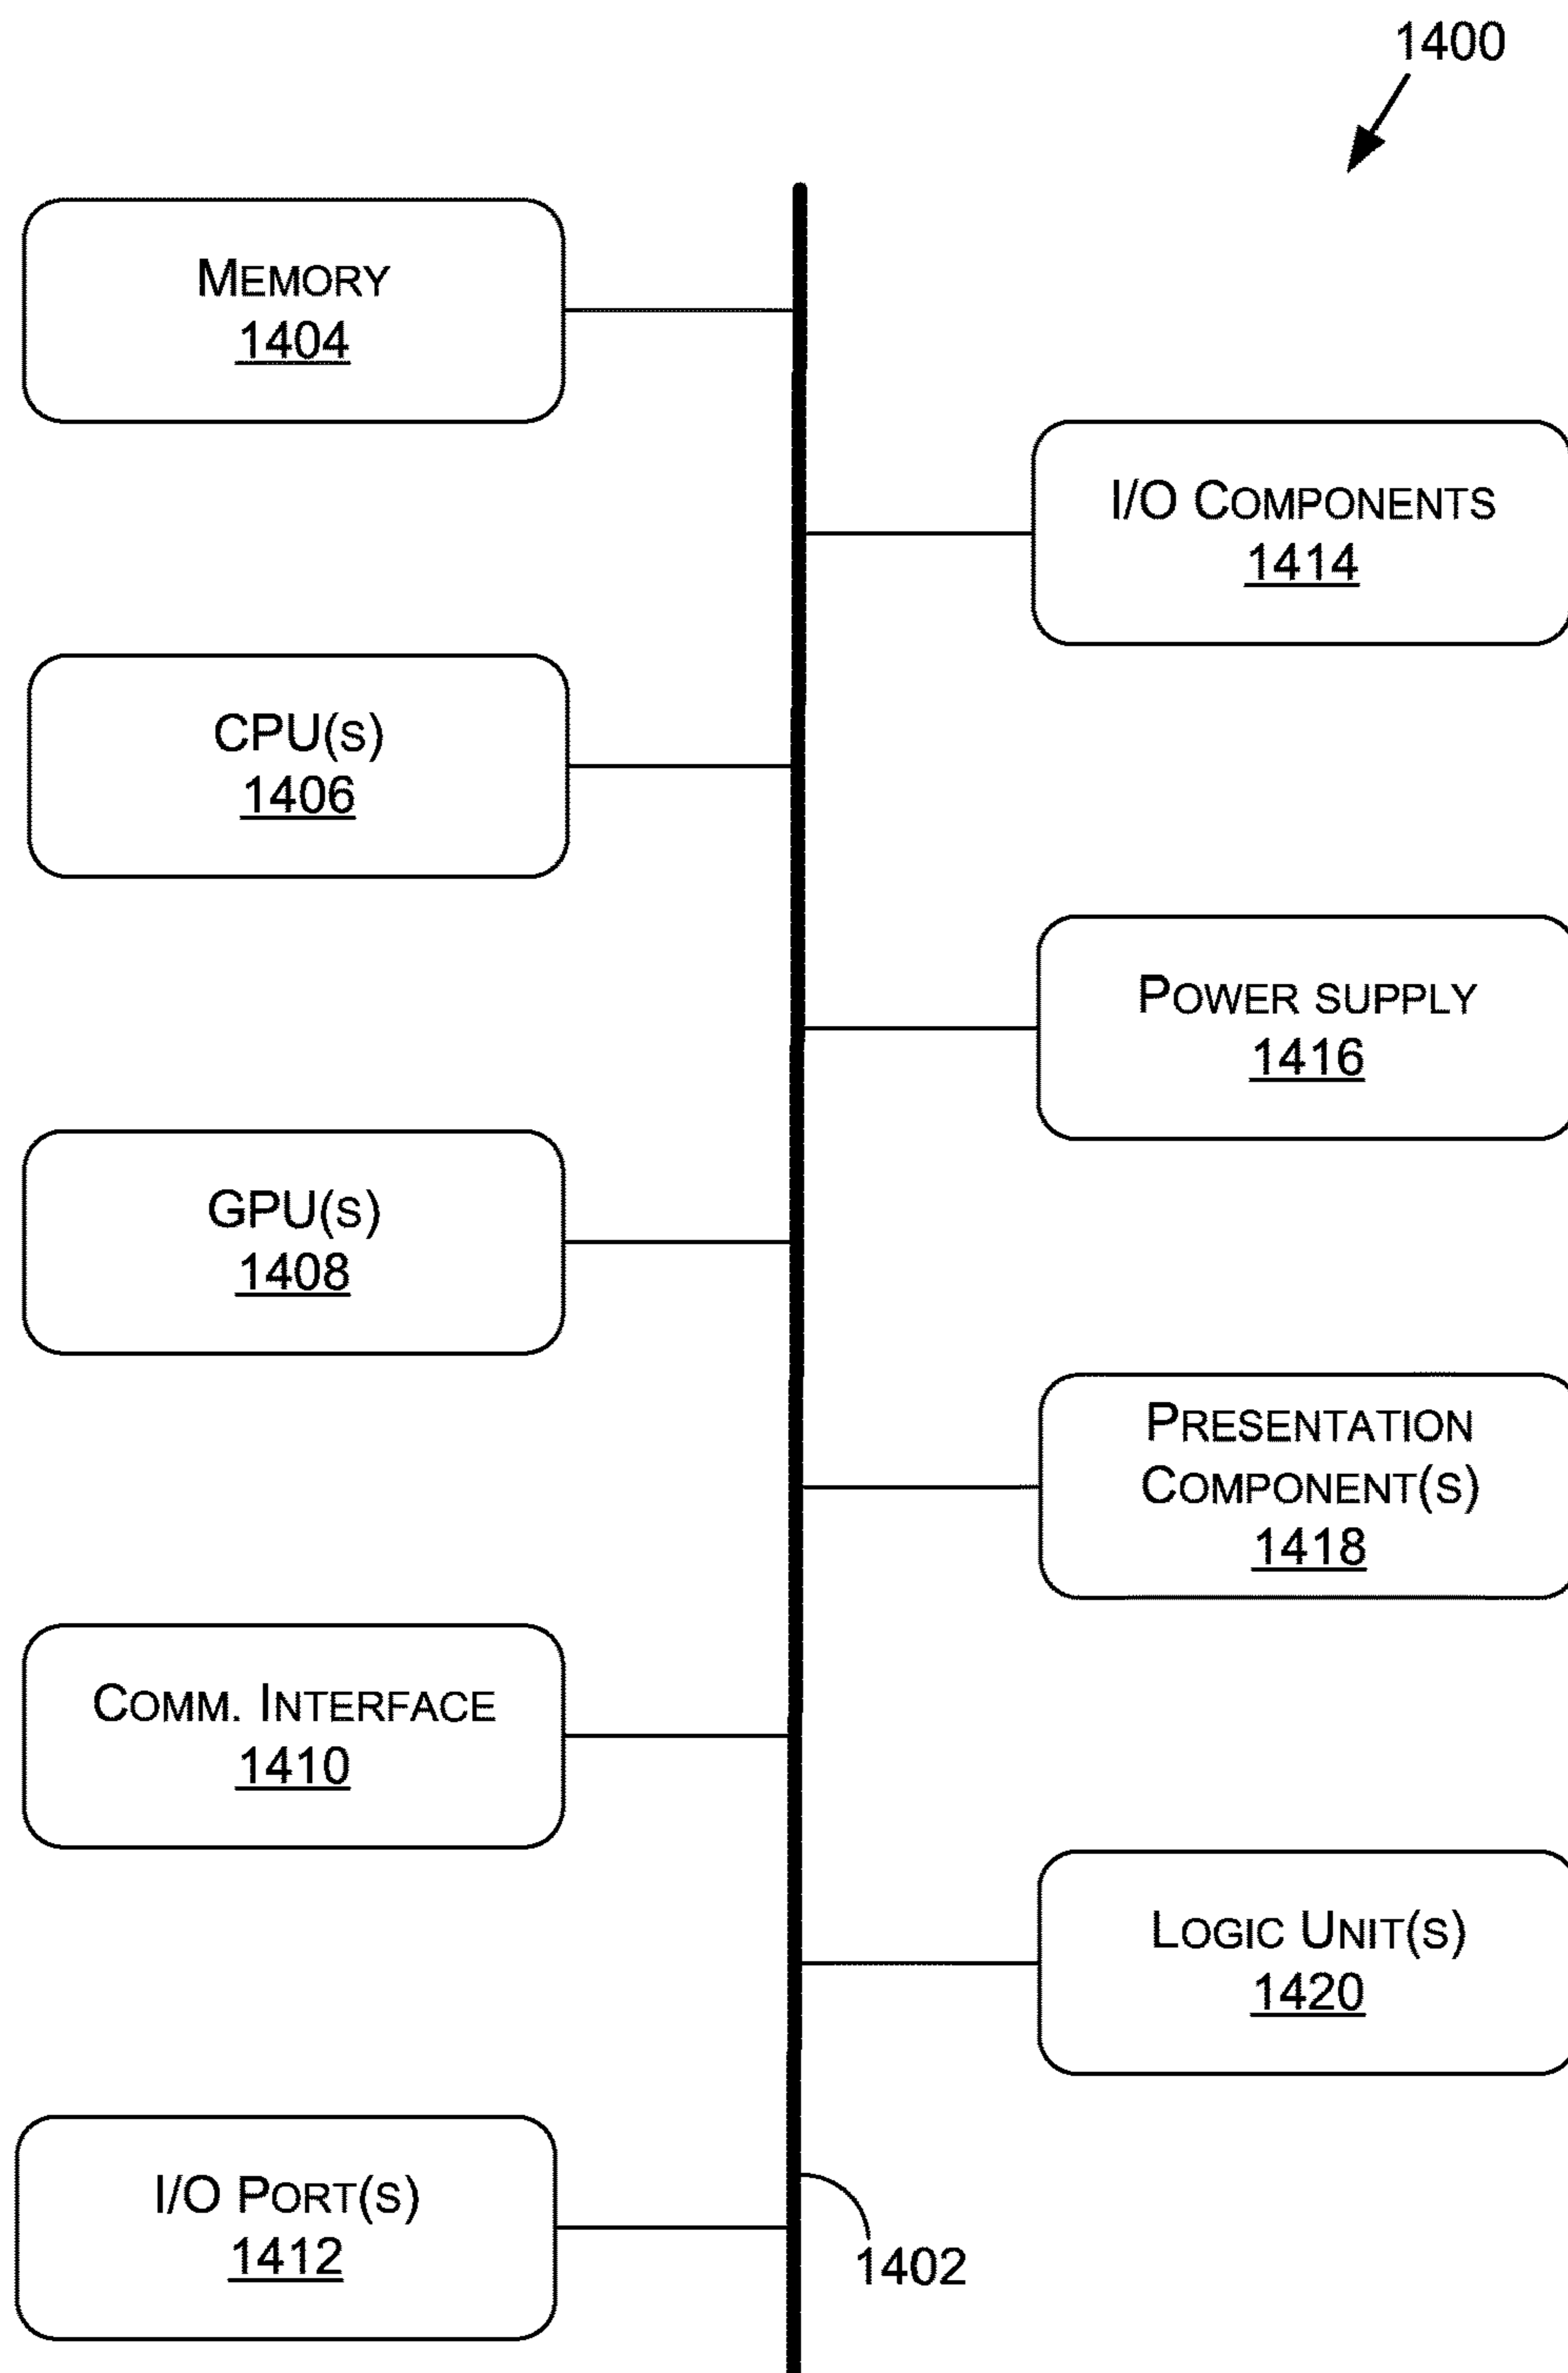 1400
MEMORY
1404
I/O COMPONENTS
1414
CPU(S)
1406
POWER SUPPLY
1416
GPU(S)
1408
PRESENTATION
COMPONENT(S)
1418
COMM. INTERFACE
1410
LOGIC UNIT(S)
1420
I/O PORT(S)
1412
1402